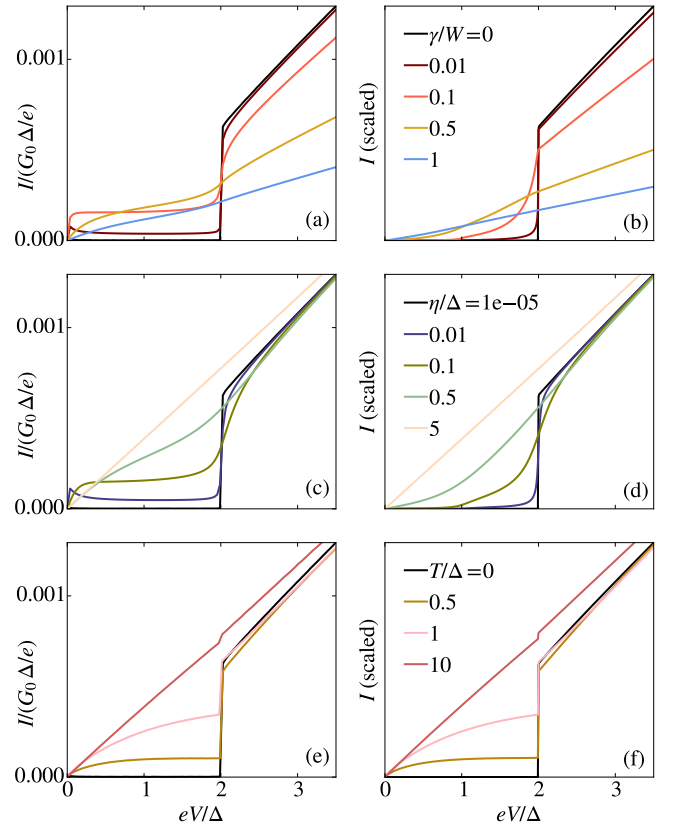 0.001
0.000
I/(G₀ Δ/e)
(a)
I (scaled)
γ/W=0
0.01
0.1
0.5
1
(b)
0.001
0.000
I/(G₀ Δ/e)
(c)
I (scaled)
η/Δ=1e−05
0.01
0.1
0.5
5
(d)
0.001
0.000
I/(G₀ Δ/e)
(e)
0 1 2 3
eV/Δ
I (scaled)
T/Δ=0
0.5
1
10
(f)
0 1 2 3
eV/Δ